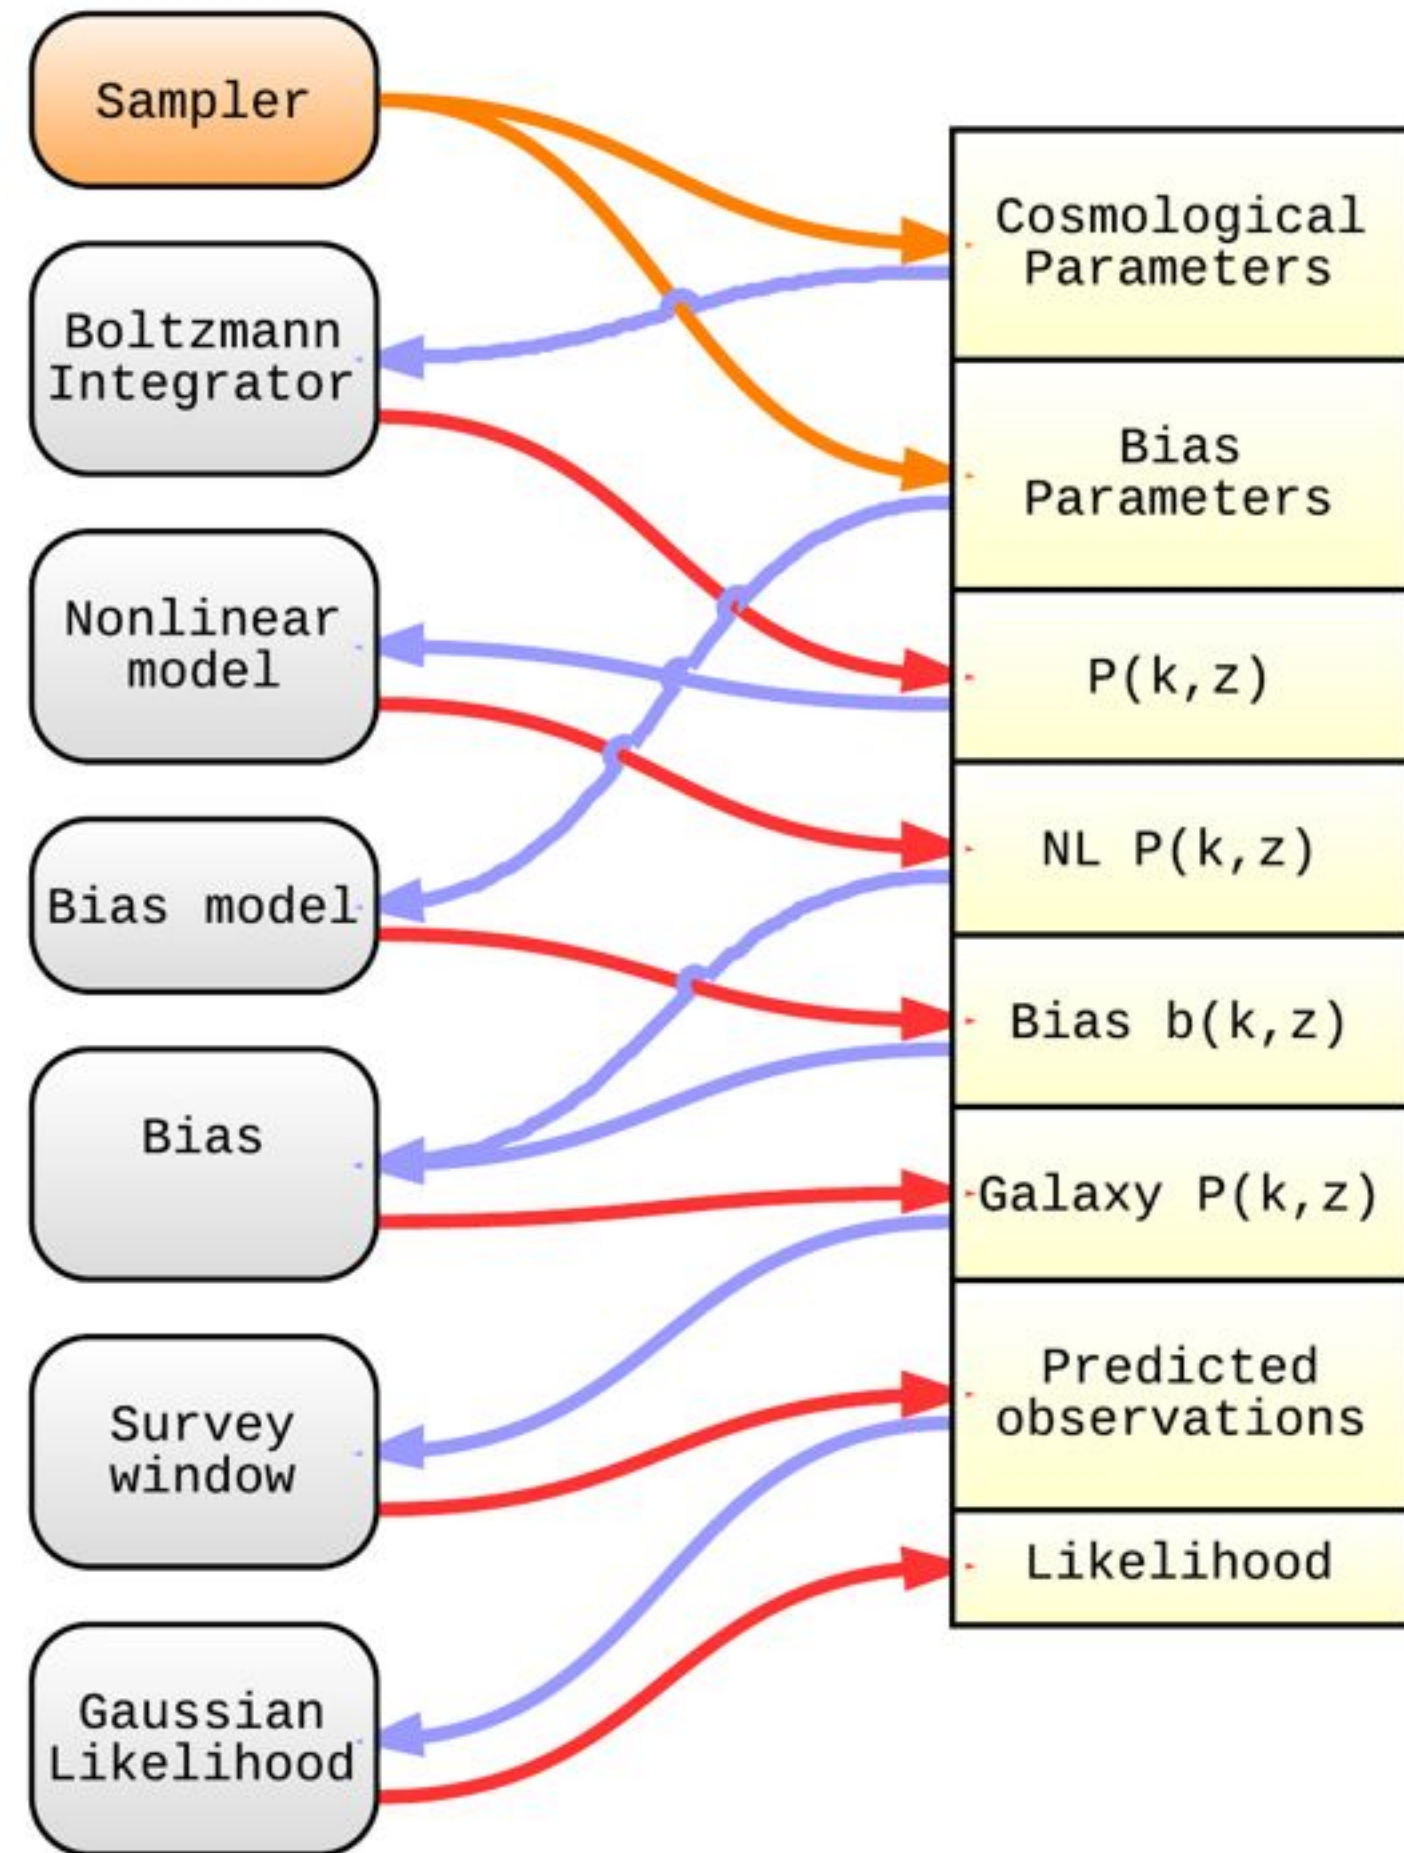 Sampler
Boltzmann
Integrator
Nonlinear
model
Bias model
Bias
Survey
window
Gaussian
Likelihood
Cosmological
Parameters
Bias
Parameters
P(k,z)
NL P(k,z)
Bias b(k,z)
Galaxy P(k,z)
Predicted
observations
Likelihood